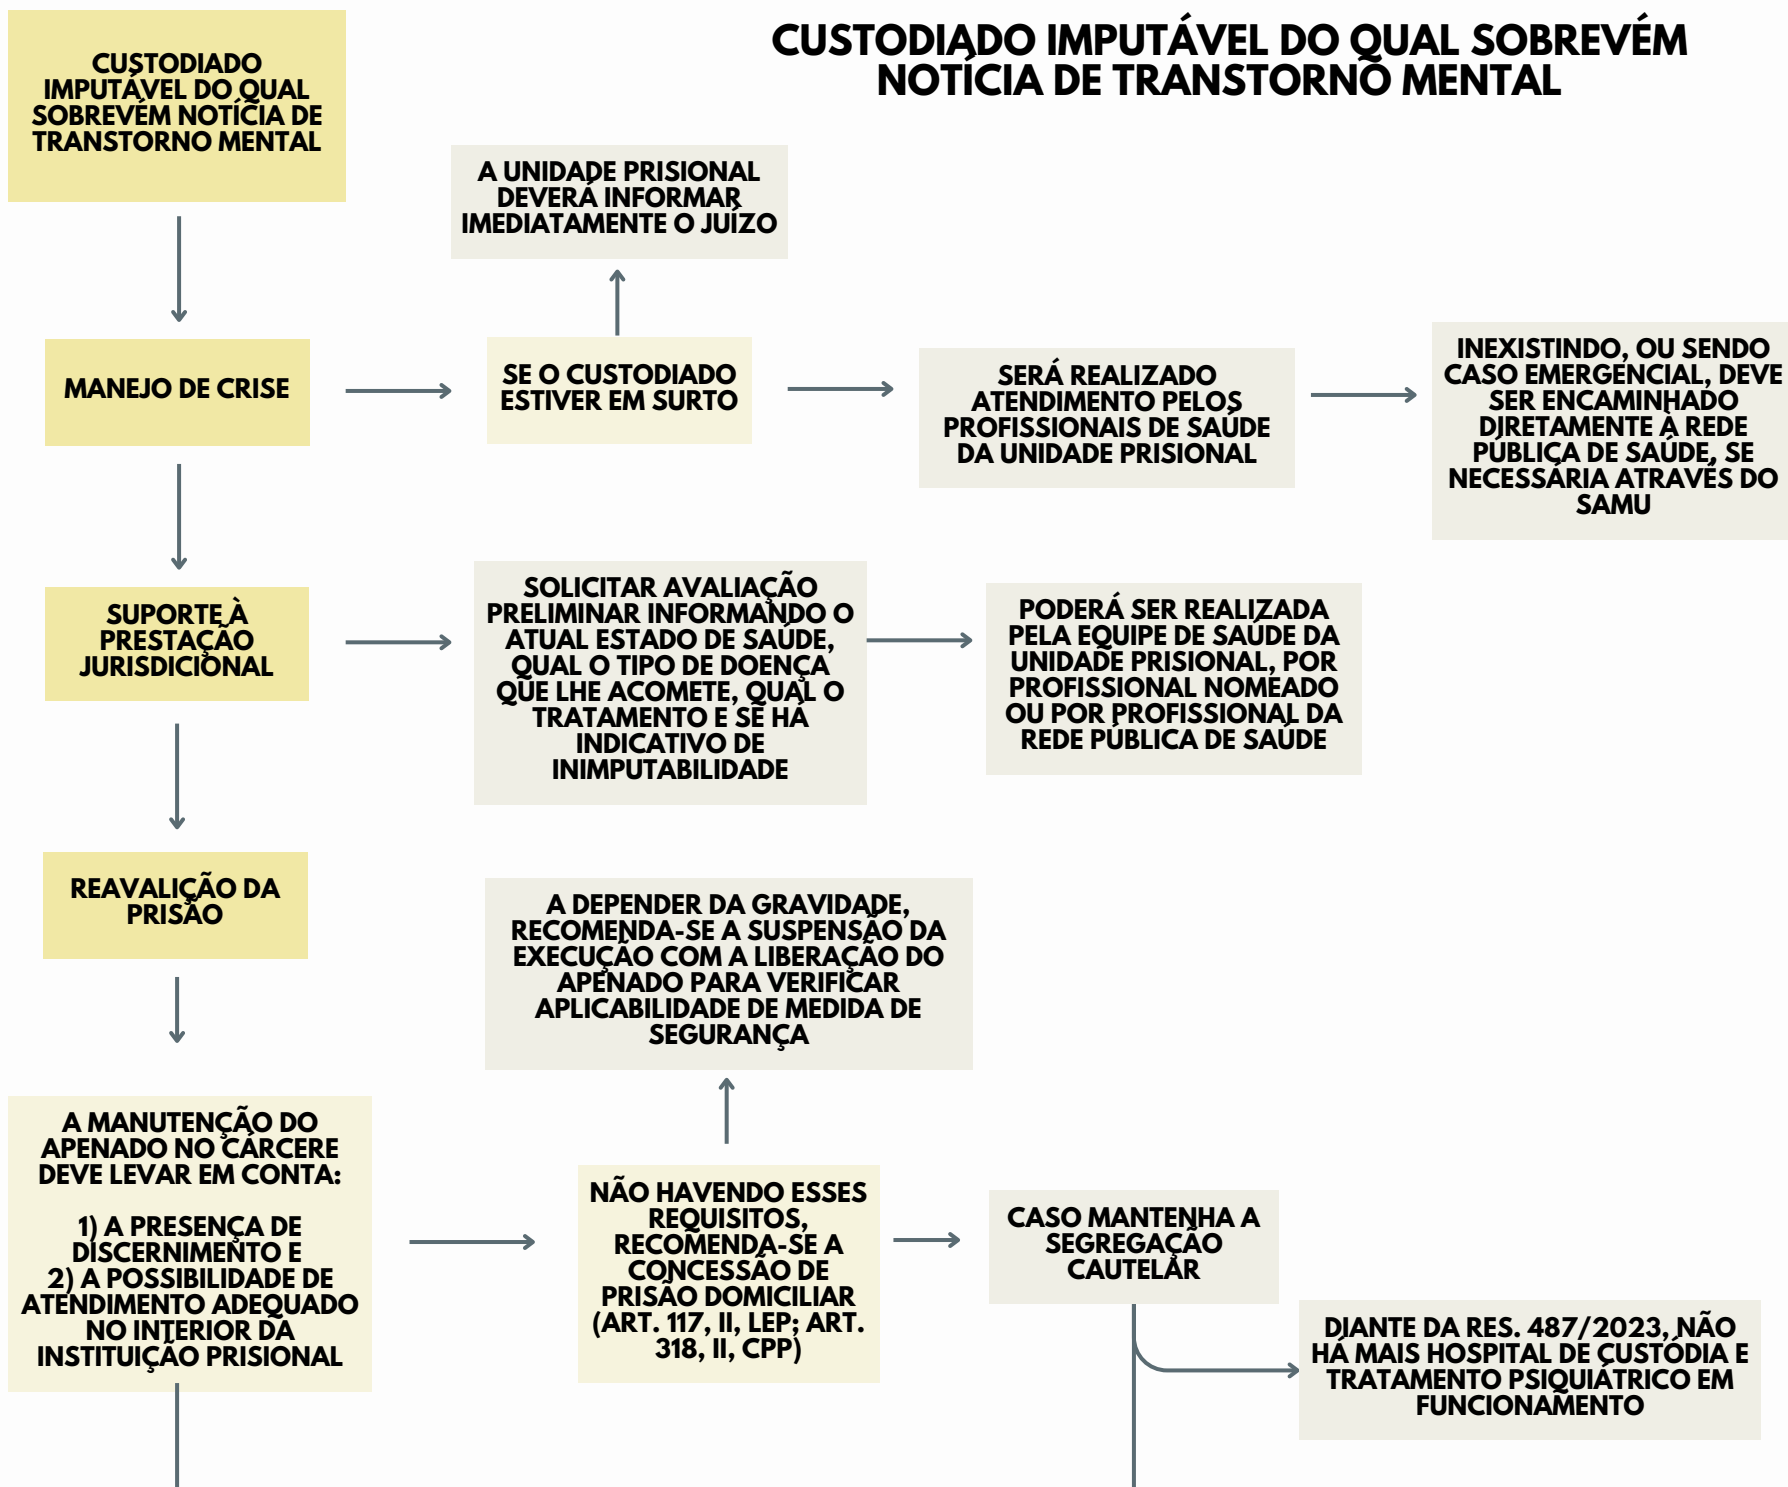 CUSTODIADO IMPUTÁVEL DO QUAL SOBREVÉM
NOTÍCIA DE TRANSTORNO MENTAL
CUSTODIADO
IMPUTÁVEL DO QUAL
SOBREVÉM NOTÍCIA DE
TRANSTORNO MENTAL
A UNIDADE PRISIONAL
DEVERÁ INFORMAR
IMEDIATAMENTE O JUÍZO
MANEJO DE CRISE
SE O CUSTODIADO
ESTIVER EM SURTO
SERÁ REALIZADO
ATENDIMENTO PELOS
PROFISSIONAIS DE SAÚDE
DA UNIDADE PRISIONAL
INEXISTINDO, OU SENDO
CASO EMERGENCIAL, DEVE
SER ENCAMINHADO
DIRETAMENTE À REDE
PÚBLICA DE SAÚDE, SE
NECESSÁRIA ATRAVÉS DO
SAMU
SUPORTE À
PRESTAÇÃO
JURISDICIONAL
SOLICITAR AVALIAÇÃO
PRELIMINAR INFORMANDO O
ATUAL ESTADO DE SAÚDE,
QUAL O TIPO DE DOENÇA
QUE LHE ACOMETE, QUAL O
TRATAMENTO E SE HÁ
INDICATIVO DE
INIMPUTABILIDADE
PODERÁ SER REALIZADA
PELA EQUIPE DE SAÚDE DA
UNIDADE PRISIONAL, POR
PROFISSIONAL NOMEADO
OU POR PROFISSIONAL DA
REDE PÚBLICA DE SAÚDE
REAVALIÇÃO DA
PRISÃO
A DEPENDER DA GRAVIDADE,
RECOMENDA-SE A SUSPENSÃO DA
EXECUÇÃO COM A LIBERAÇÃO DO
APENADO PARA VERIFICAR
APLICABILIDADE DE MEDIDA DE
SEGURANÇA
A MANUTENÇÃO DO
APENADO NO CÁRCERE
DEVE LEVAR EM CONTA:
1) A PRESENÇA DE
DISCERNIMENTO E
2) A POSSIBILIDADE DE
ATENDIMENTO ADEQUADO
NO INTERIOR DA
INSTITUIÇÃO PRISIONAL
NÃO HAVENDO ESSES
REQUISITOS,
RECOMENDA-SE A
CONCESSÃO DE
PRISÃO DOMICILIAR
(ART. 117, II, LEP; ART.
318, II, CPP)
CASO MANTENHA A
SEGREGAÇÃO
CAUTELAR
DIANTE DA RES. 487/2023, NÃO
HÁ MAIS HOSPITAL DE CUSTÓDIA E
TRATAMENTO PSIQUIÁTRICO EM
FUNCIONAMENTO